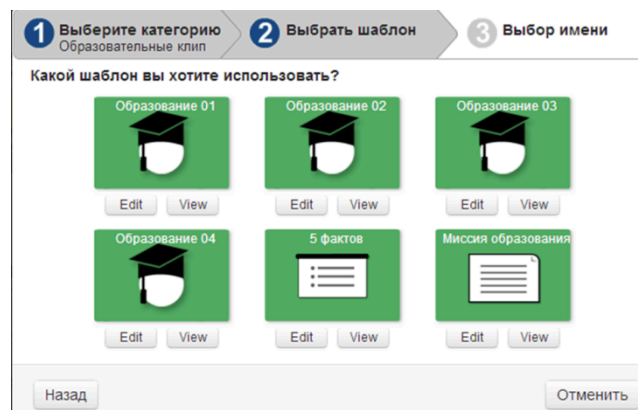 1 Выберите категорию
Образовательные клип
2 Выбрать шаблон
3 Выбор имени
Какой шаблон вы хотите использовать?
Образование 01
Образование 02
Образование 03
Edit View
Edit View
Edit View
Образование 04
5 фактов
Миссия образования
Edit View
Edit View
Edit View
Назад
Отменить